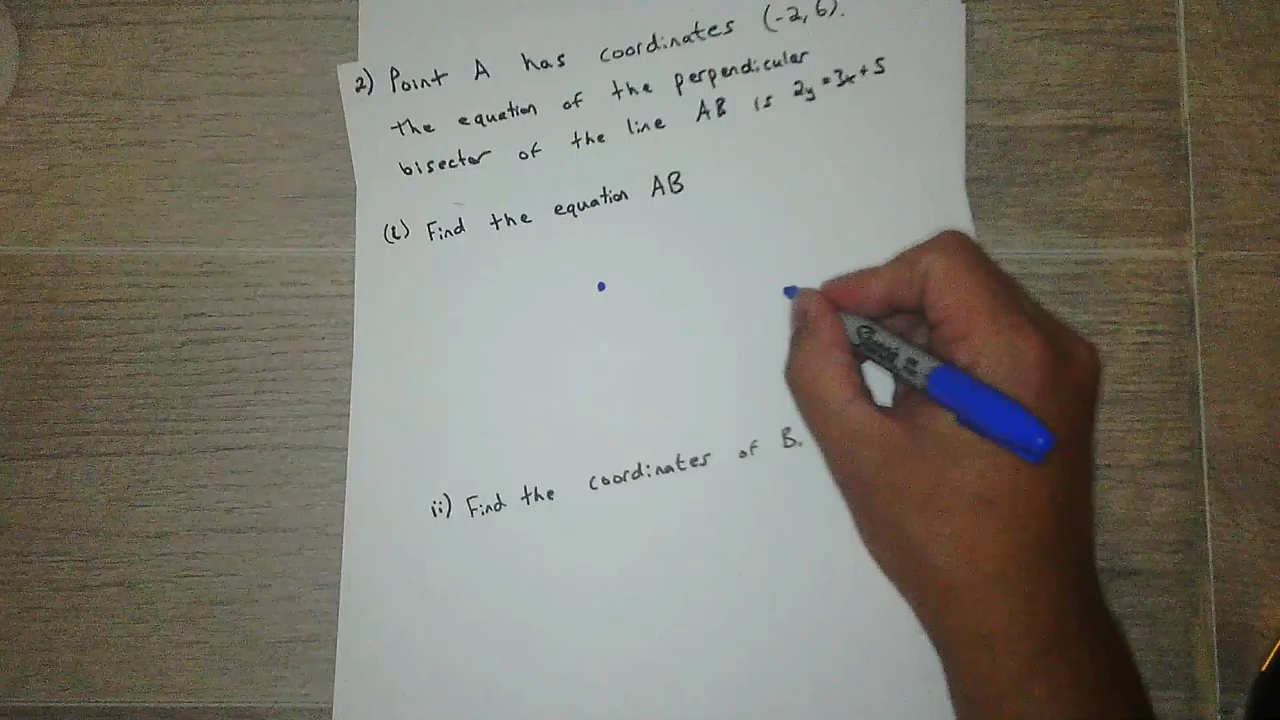 2) Point A has coordinates (-2,6).
the equation of the perpendicular
bisector of the line AB is 2y=3x+5
(i) Find the equation AB
Sharpie
ii) Find the coordinates of B.